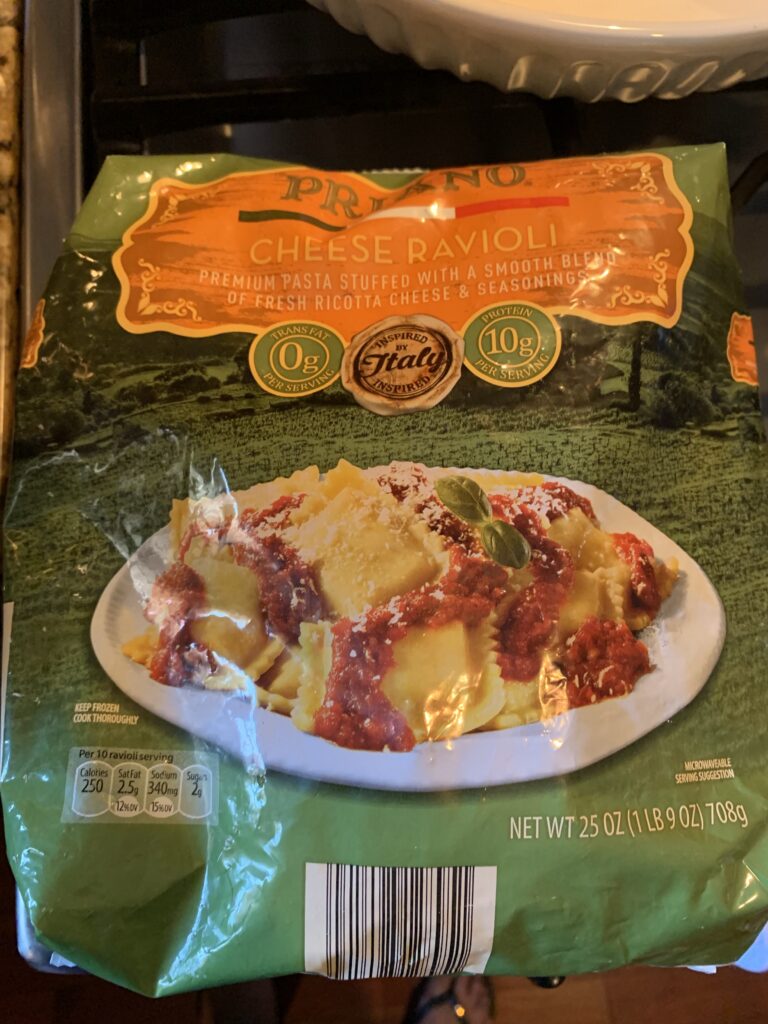 PRIANO
CHEESE RAVIOLI
PREMIUM PASTA STUFFED WITH A SMOOTH BLEND
OF FRESH RICOTTA CHEESE & SEASONINGS
TRANS FAT
0g
PER SERVING
INSPIRED
BY
Italy
INSPIRED
PROTEIN
10g
PER SERVING
KEEP FROZEN
COOK THOROUGHLY
Per 10 ravioli serving
Calories
250
Sat Fat
2.5g
12% DV
Sodium
340mg
15% DV
Sugars
2g
MICROWAVEABLE
SERVING SUGGESTION
NET WT 25 OZ (1 LB 9 OZ) 708g